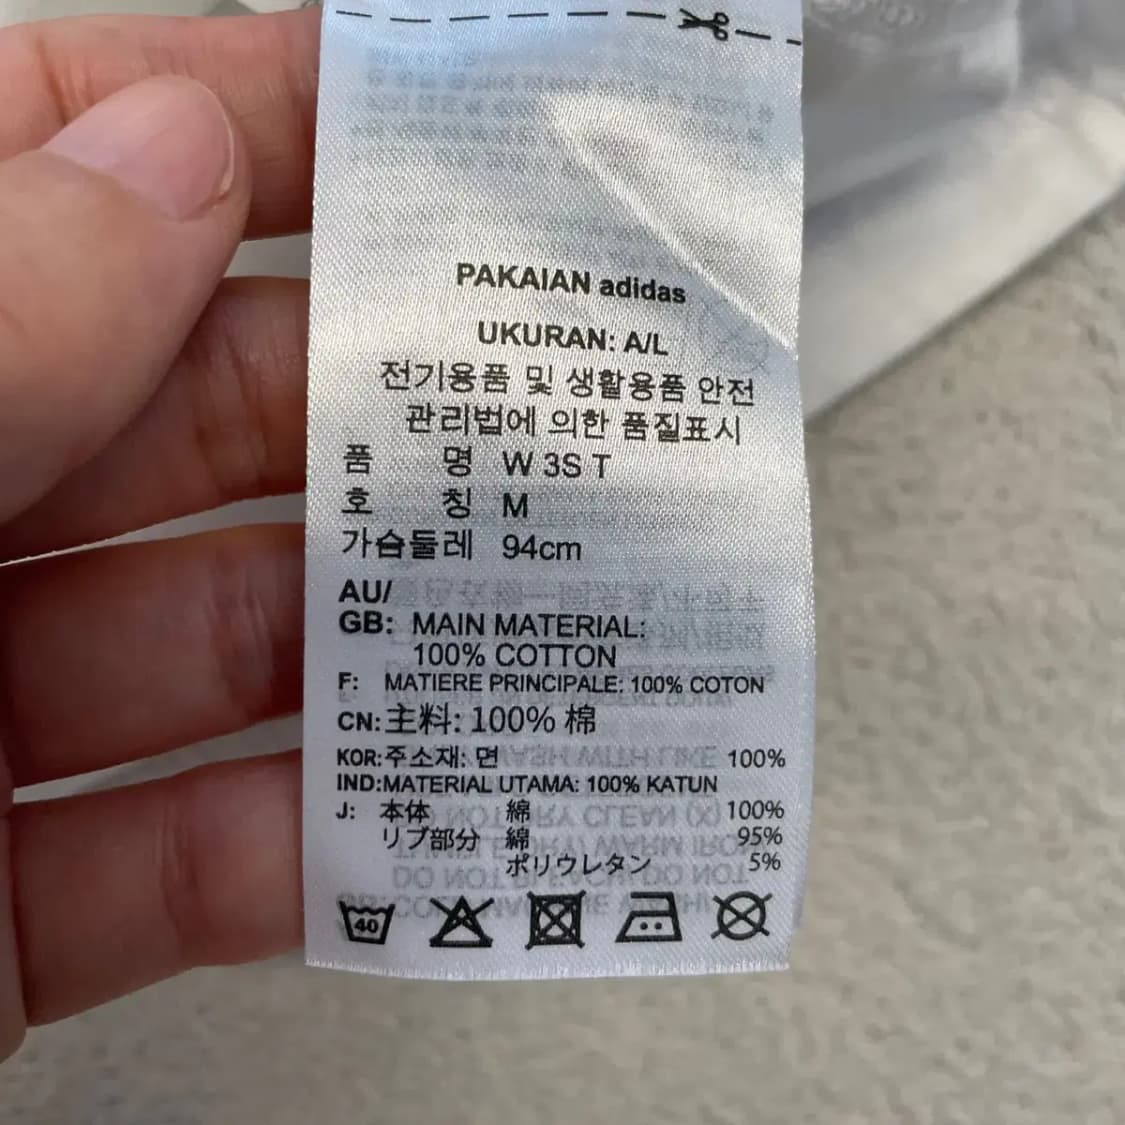 PAKAIAN adidas
UKURAN: A/L
전기용품 및 생활용품 안전
관리법에 의한 품질표시
품 명 W 3S T
호 칭 M
가슴둘레 94cm
AU/
GB: MAIN MATERIAL:
100% COTTON
F: MATIERE PRINCIPALE: 100% COTON
CN: 主料: 100% 棉
KOR: 주소재: 면 100%
IND: MATERIAL UTAMA: 100% KATUN
J: 本体 綿 100%
リブ部分 綿 95%
ポリウレタン 5%
40